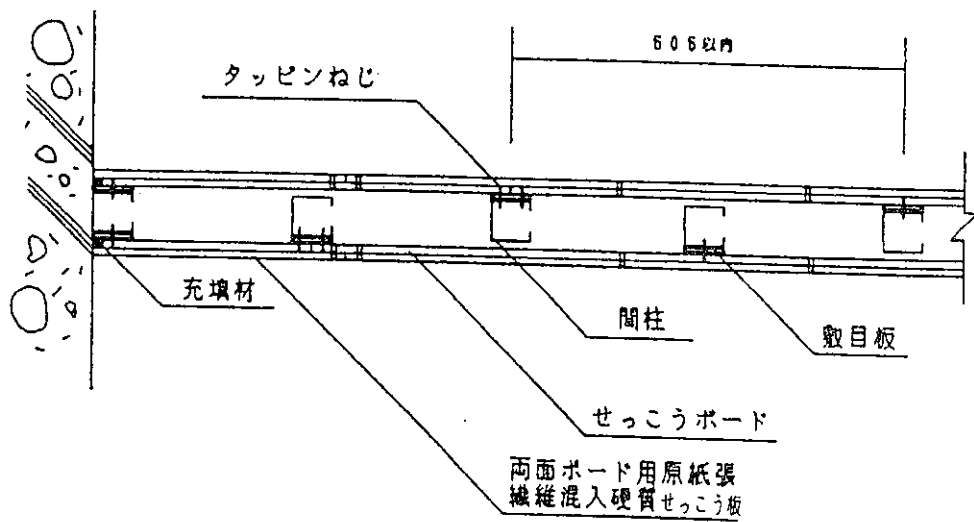 606以内
タッピンねじ
充填材
間柱
敷目板
せっこうボード
両面ボード用原紙張
繊維混入硬質せっこう板